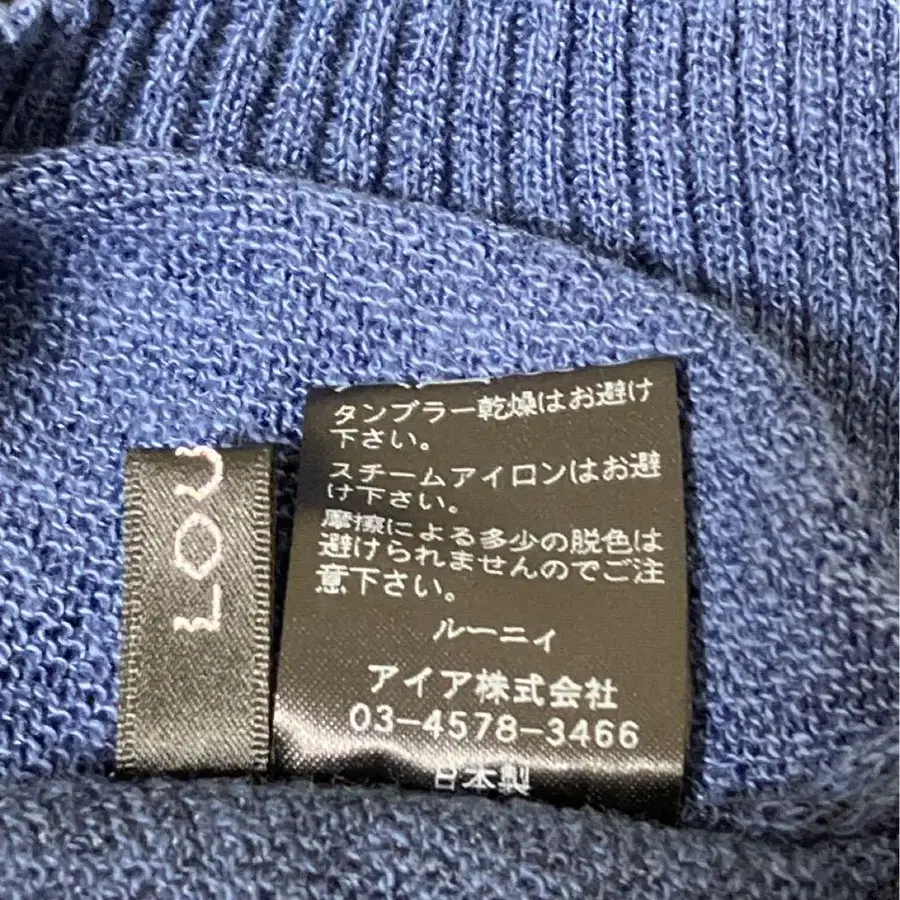 タンブラー乾燥はお避け
下さい。
スチームアイロンはお避
け下さい。
摩擦による多少の脱色は
避けられませんのでご注
意下さい。
ルーニィ
アイア株式会社
03-4578-3466
日本製
LOU